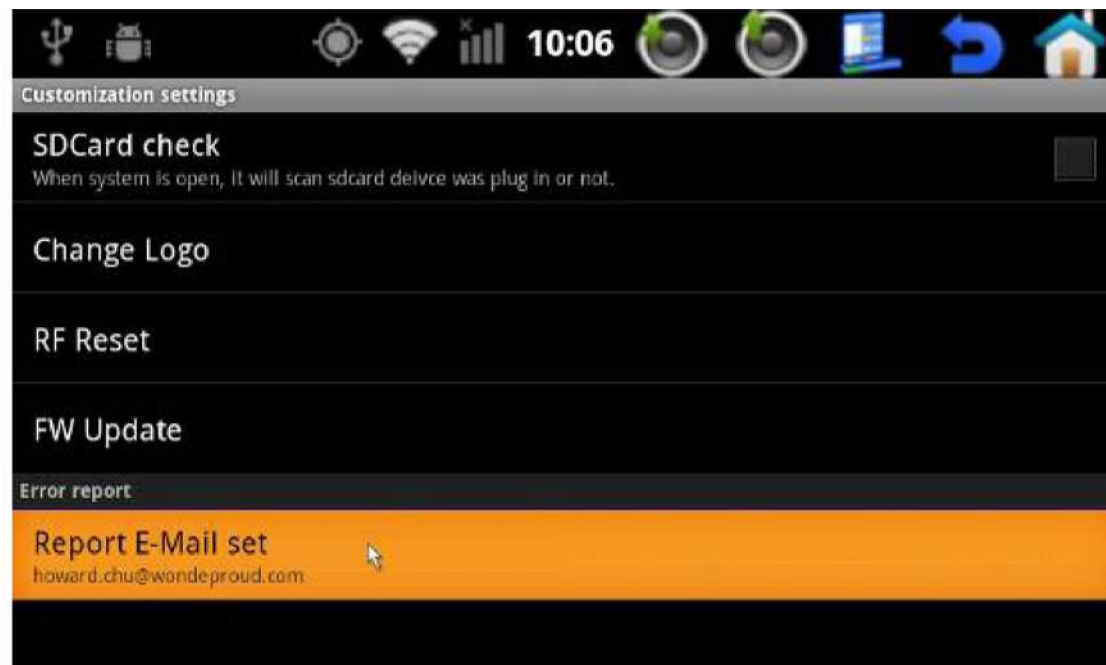 10:06
Customization settings
SDCard check
When system is open, it will scan sdcard deivce was plug in or not.
Change Logo
RF Reset
FW Update
Error report
Report E-Mail set
howard.chu@wondeproud.com